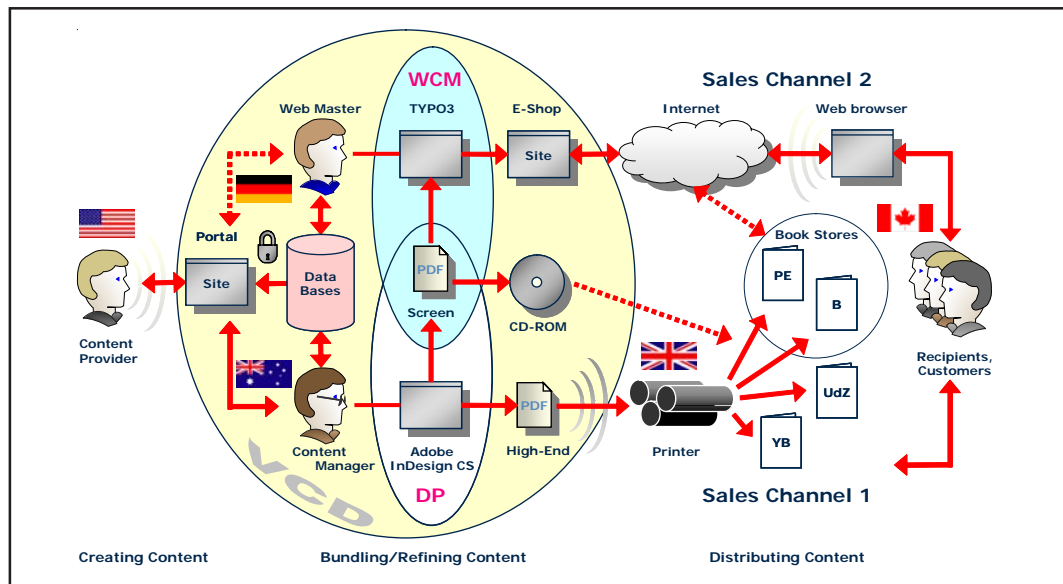 WCM
Sales Channel 2
Web Master
TYPO3
E-Shop
Internet
Web browser
Site
Portal
Book Stores
PE
Site
Data
Bases
PDF
B
Screen
CD-ROM
Content
Provider
Recipients,
Customers
UdZ
PDF
YB
Content
Manager
Adobe
InDesign CS
High-End
Printer
VCD
DP
Sales Channel 1
Creating Content
Bundling/Refining Content
Distributing Content